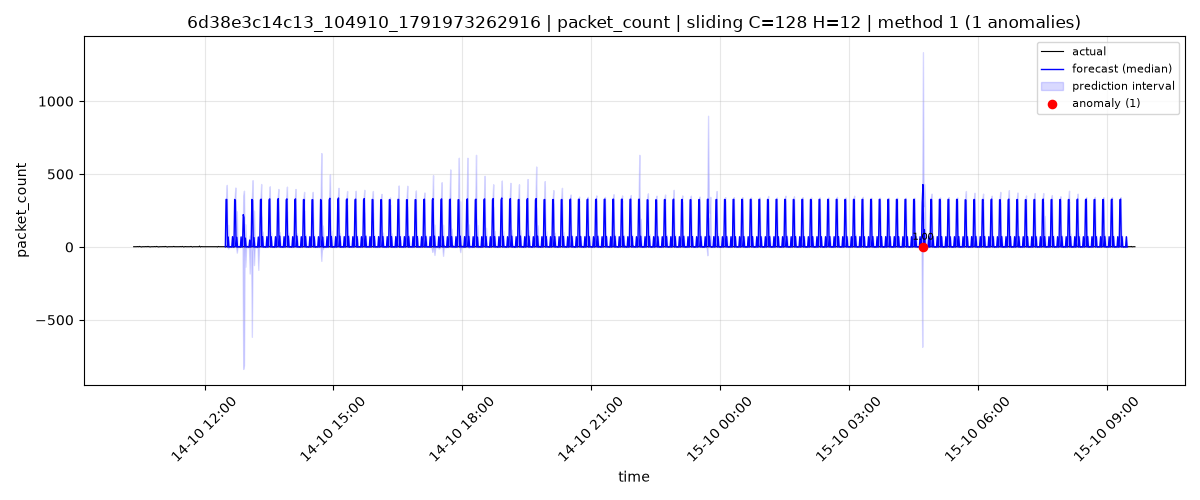 6d38e3c14c13_104910_1791973262916 | packet_count | sliding C=128 H=12 | method 1 (1 anomalies)
actual
forecast (median)
prediction interval
anomaly (1)
1000
500
0
−500
packet_count
1.00
14-10 12:00
14-10 15:00
14-10 18:00
14-10 21:00
15-10 00:00
15-10 03:00
15-10 06:00
15-10 09:00
time